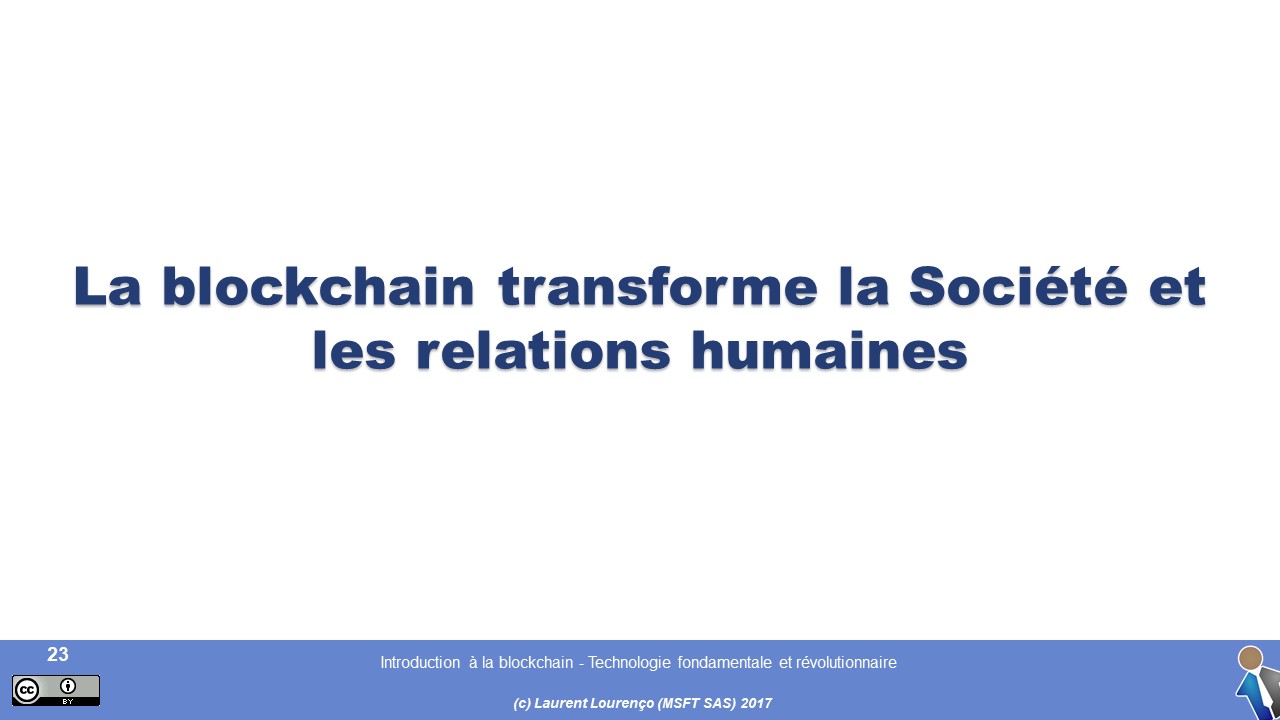 La blockchain transforme la Société et
les relations humaines
23
Introduction à la blockchain - Technologie fondamentale et révolutionnaire
cc
BY
(c) Laurent Lourenço (MSFT SAS) 2017